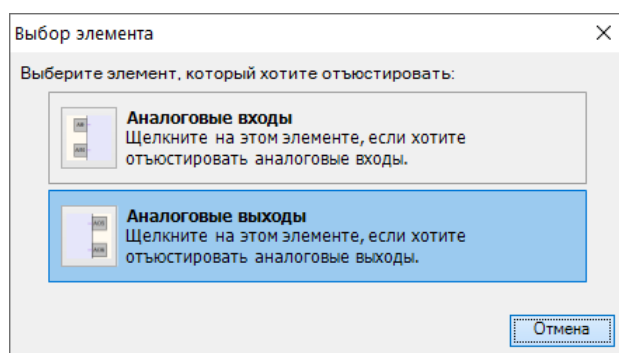 Выбор элемента
Выберите элемент, который хотите отъюстировать:
Аналоговые входы
Щелкните на этом элементе, если хотите
отъюстировать аналоговые входы.
Аналоговые выходы
Щелкните на этом элементе, если хотите
отъюстировать аналоговые выходы.
Отмена